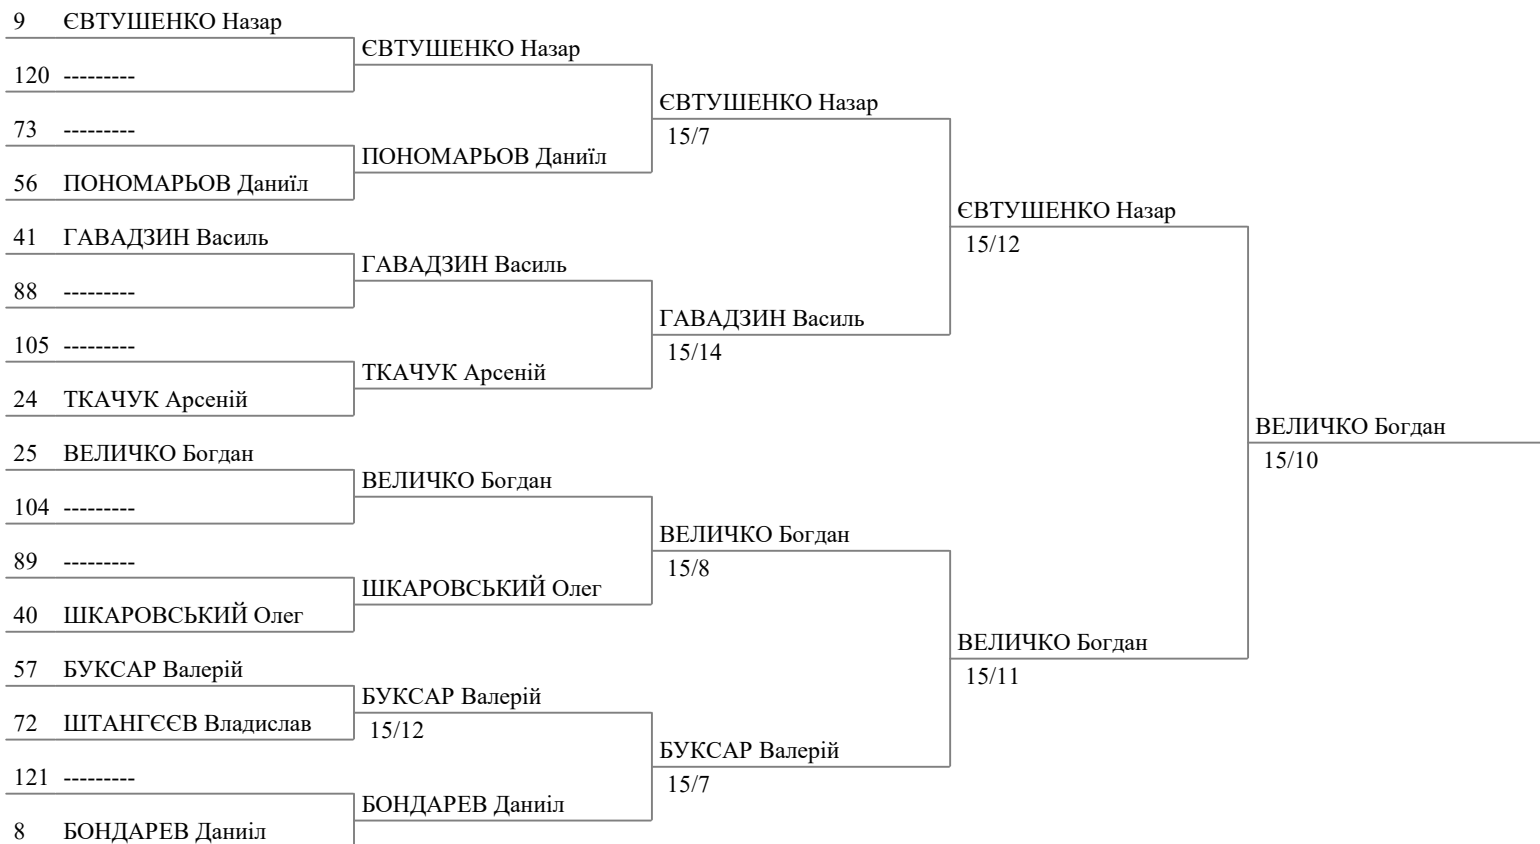 9 ЄВТУШЕНКО Назар
120 ---------
73 ---------
56 ПОНОМАРЬОВ Даниїл
41 ГАВАДЗИН Василь
88 ---------
105 ---------
24 ТКАЧУК Арсеній
25 ВЕЛИЧКО Богдан
104 ---------
89 ---------
40 ШКАРОВСЬКИЙ Олег
57 БУКСАР Валерій
72 ШТАНГЄЄВ Владислав
121 ---------
8 БОНДАРЕВ Даниіл
ЄВТУШЕНКО Назар
ПОНОМАРЬОВ Даниїл
ГАВАДЗИН Василь
ТКАЧУК Арсеній
ВЕЛИЧКО Богдан
ШКАРОВСЬКИЙ Олег
БУКСАР Валерій
15/12
БОНДАРЕВ Даниіл
ЄВТУШЕНКО Назар
15/7
ГАВАДЗИН Василь
15/14
ВЕЛИЧКО Богдан
15/8
БУКСАР Валерій
15/7
ЄВТУШЕНКО Назар
15/12
ВЕЛИЧКО Богдан
15/11
ВЕЛИЧКО Богдан
15/10